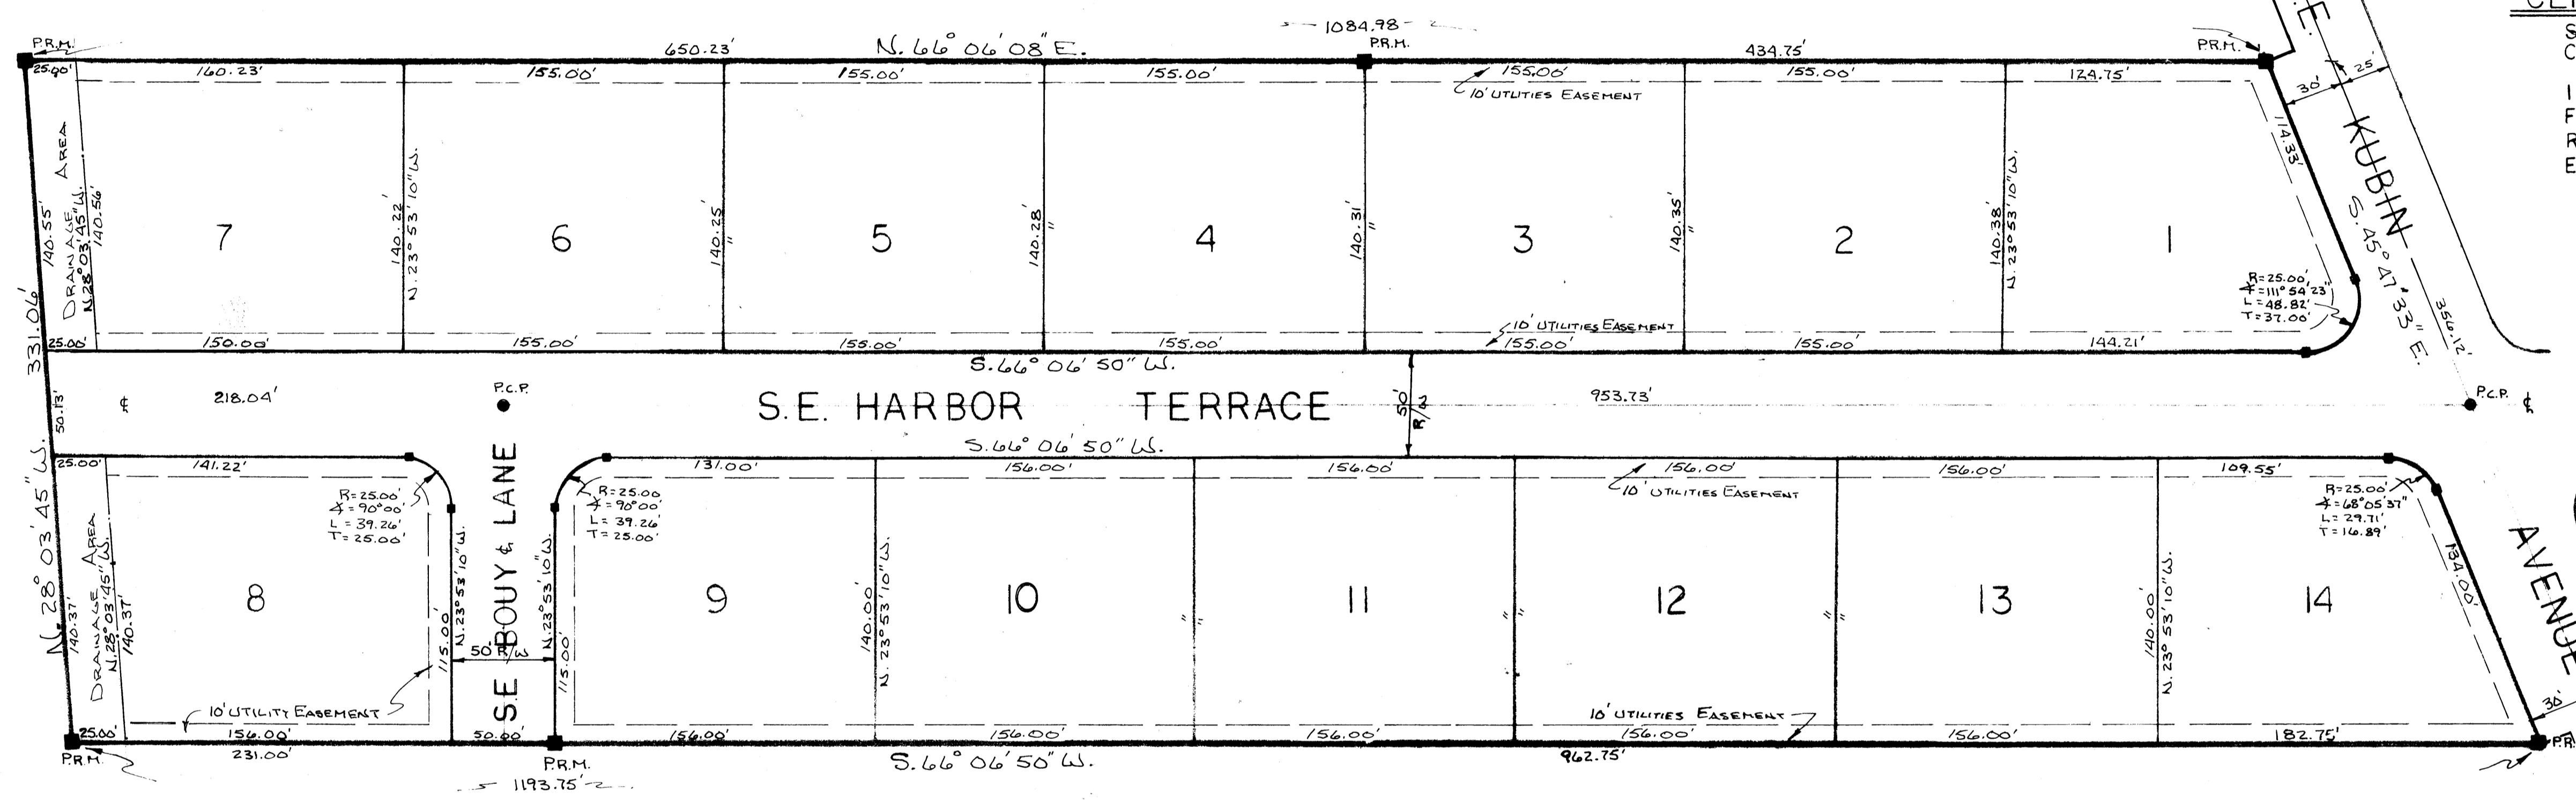 1084.98
P.R.M.
650.23'
N. 66° 06' 08" E.
P.R.M.
434.75'
P.R.M.
25.00'
160.23'
155.00'
155.00'
155.00'
155.00'
155.00'
124.75'
10' UTLITIES EASEMENT
30'
25'
E.
DRAINAGE AREA
N.28° 03' 45" W.
140.56'
140.55'
7
140.22'
N. 23° 53' 10" W.
6
140.25'
"
5
140.28'
"
4
140.31'
"
3
140.35'
"
2
140.38'
N. 23° 53' 10" W.
1
114.33'
KUBIN
S. 45° 47' 33" E.
356.12'
R=25.00'
∡=111° 54' 23"
L=48.82'
T=37.00'
331.06'
N. 28° 03' 45" W.
25.00'
150.00'
155.00'
155.00'
155.00'
10' UTILITIES EASEMENT
155.00'
155.00'
144.21'
S. 66° 06' 50" W.
50.13'
℄
218.04'
P.C.P.
S.E. HARBOR TERRACE
50'
R/W
953.73'
P.C.P.
℄
S. 66° 06' 50" W.
25.00'
141.22'
131.00'
156.00'
156.00'
156.00'
156.00'
109.55'
10' UTILITIES EASEMENT
R=25.00'
∡=90°00'
L=39.26'
T=25.00'
R=25.00
∡=90°00'
L=39.26'
T=25.00'
R=25.00'
∡=68°05'37"
L=29.71'
T=16.89'
DRAINAGE AREA
N.28° 03' 45" W.
140.37'
140.37'
8
115.00'
N.23° 53' 10" W.
S.E. BOUY ℄ LANE
50' R/W
N.23° 53' 10" W.
115.00'
9
140.00'
N. 23° 53' 10" W.
10
"
"
11
"
"
12
"
"
13
140.00'
N. 23° 53' 10" W.
14
134.00'
AVENUE
30'
10' UTILITY EASEMENT
10' UTILITIES EASEMENT
25.00'
156.00'
50.00'
156.00'
156.00'
156.00'
156.00'
156.00'
182.75'
P.R.M.
231.00'
P.R.M.
S. 66° 06' 50" W.
962.75'
P.R.
1193.75'
S
C
I
F
R
E